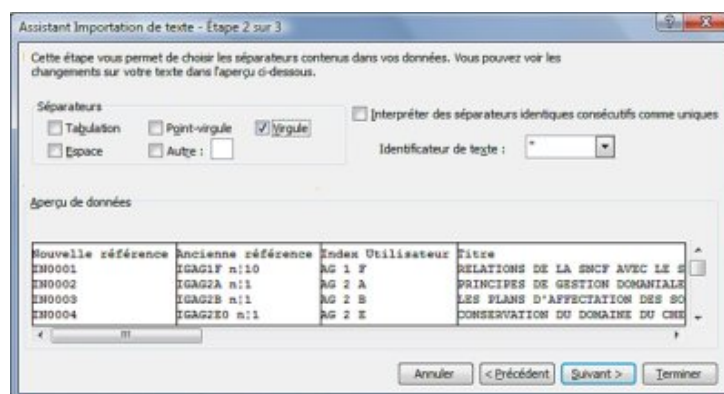 Assistant Importation de texte - Étape 2 sur 3
Cette étape vous permet de choisir les séparateurs contenus dans vos données. Vous pouvez voir les
changements sur votre texte dans l'aperçu ci-dessous.
Séparateurs
Tabulation Point-virgule Virgule
Espace Autre :
Interpréter des séparateurs identiques consécutifs comme uniques
Identificateur de texte : "
Aperçu de données
Nouvelle référence Ancienne référence Index Utilisateur Titre
IN0001 IGAG1F n¦10 AG 1 F RELATIONS DE LA SNCF AVEC LE S
IN0002 IGAG2A n¦1 AG 2 A PRINCIPES DE GESTION DOMANIALE
IN0003 IGAG2B n¦1 AG 2 B LES PLANS D'AFFECTATION DES SO
IN0004 IGAG2E0 n¦1 AG 2 E CONSERVATION DU DOMAINE DU CHE
Annuler < Précédent Suivant > Terminer